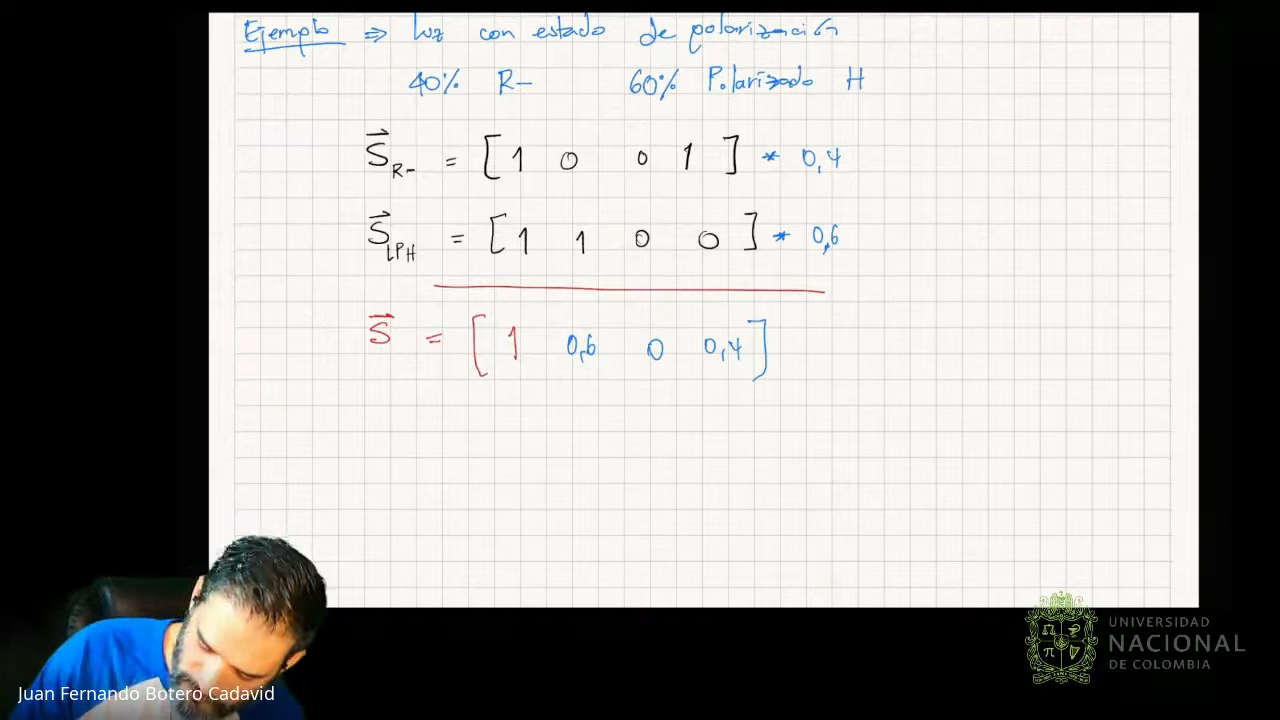 Ejemplo ⇒ luz con estado de polarización
40% R- 60% Polarizado H
S⃗R- = [ 1 0 0 1 ] * 0,4
S⃗LPH = [ 1 1 0 0 ] * 0,6
S⃗ = [ 1 0,6 0 0,4 ]
UNIVERSIDAD
NACIONAL
DE COLOMBIA
Juan Fernando Botero Cadavid